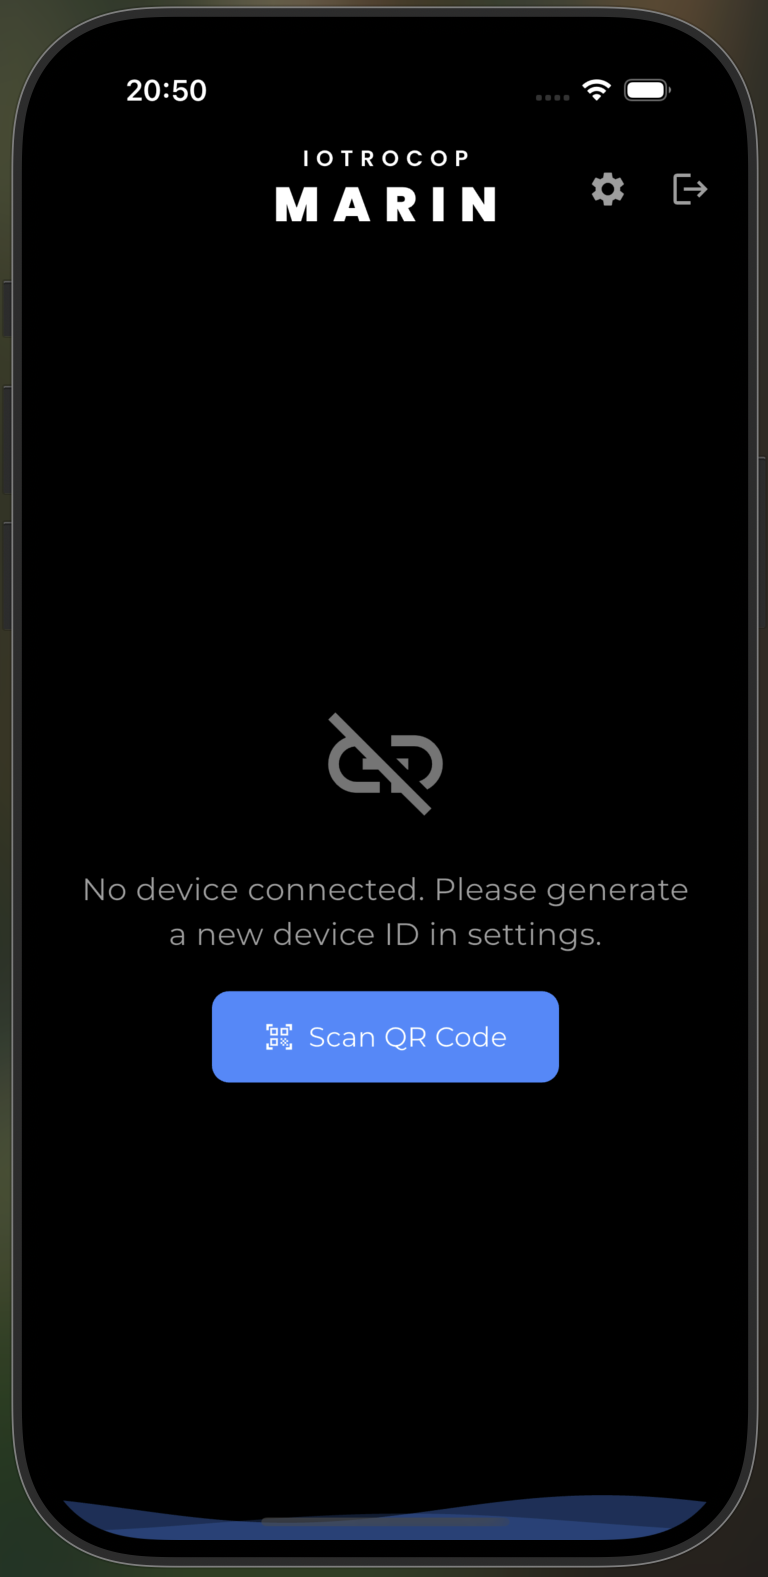 20:50
IOTROCOP
MARIN
No device connected. Please generate
a new device ID in settings.
Scan QR Code